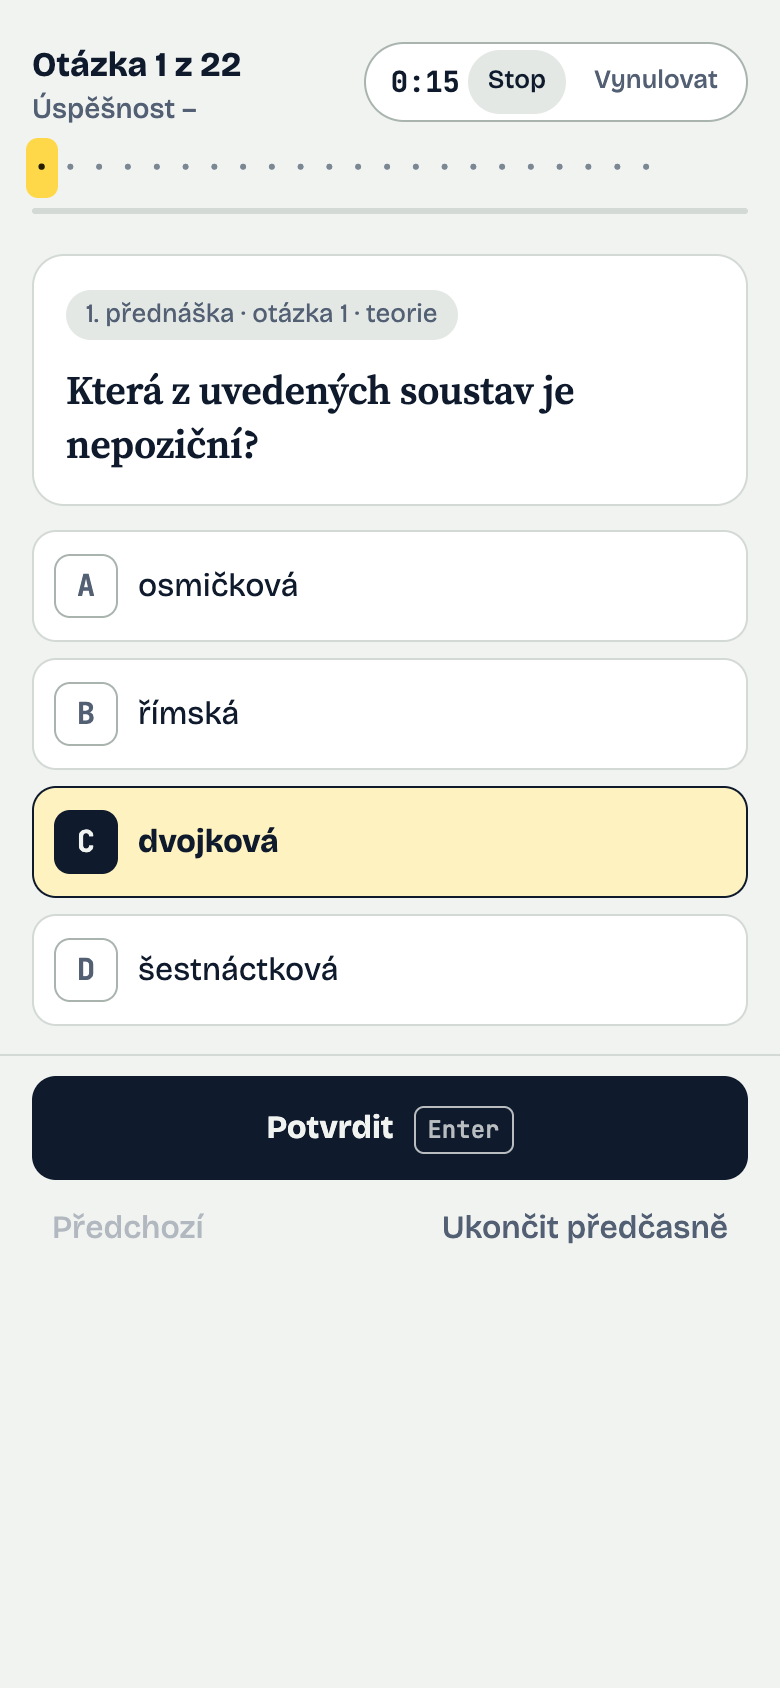 Otázka 1 z 22
Úspěšnost –
0:15 Stop Vynulovat
1. přednáška · otázka 1 · teorie
Která z uvedených soustav je
nepoziční?
A osmičková
B římská
C dvojková
D šestnáctková
Potvrdit Enter
Předchozí Ukončit předčasně